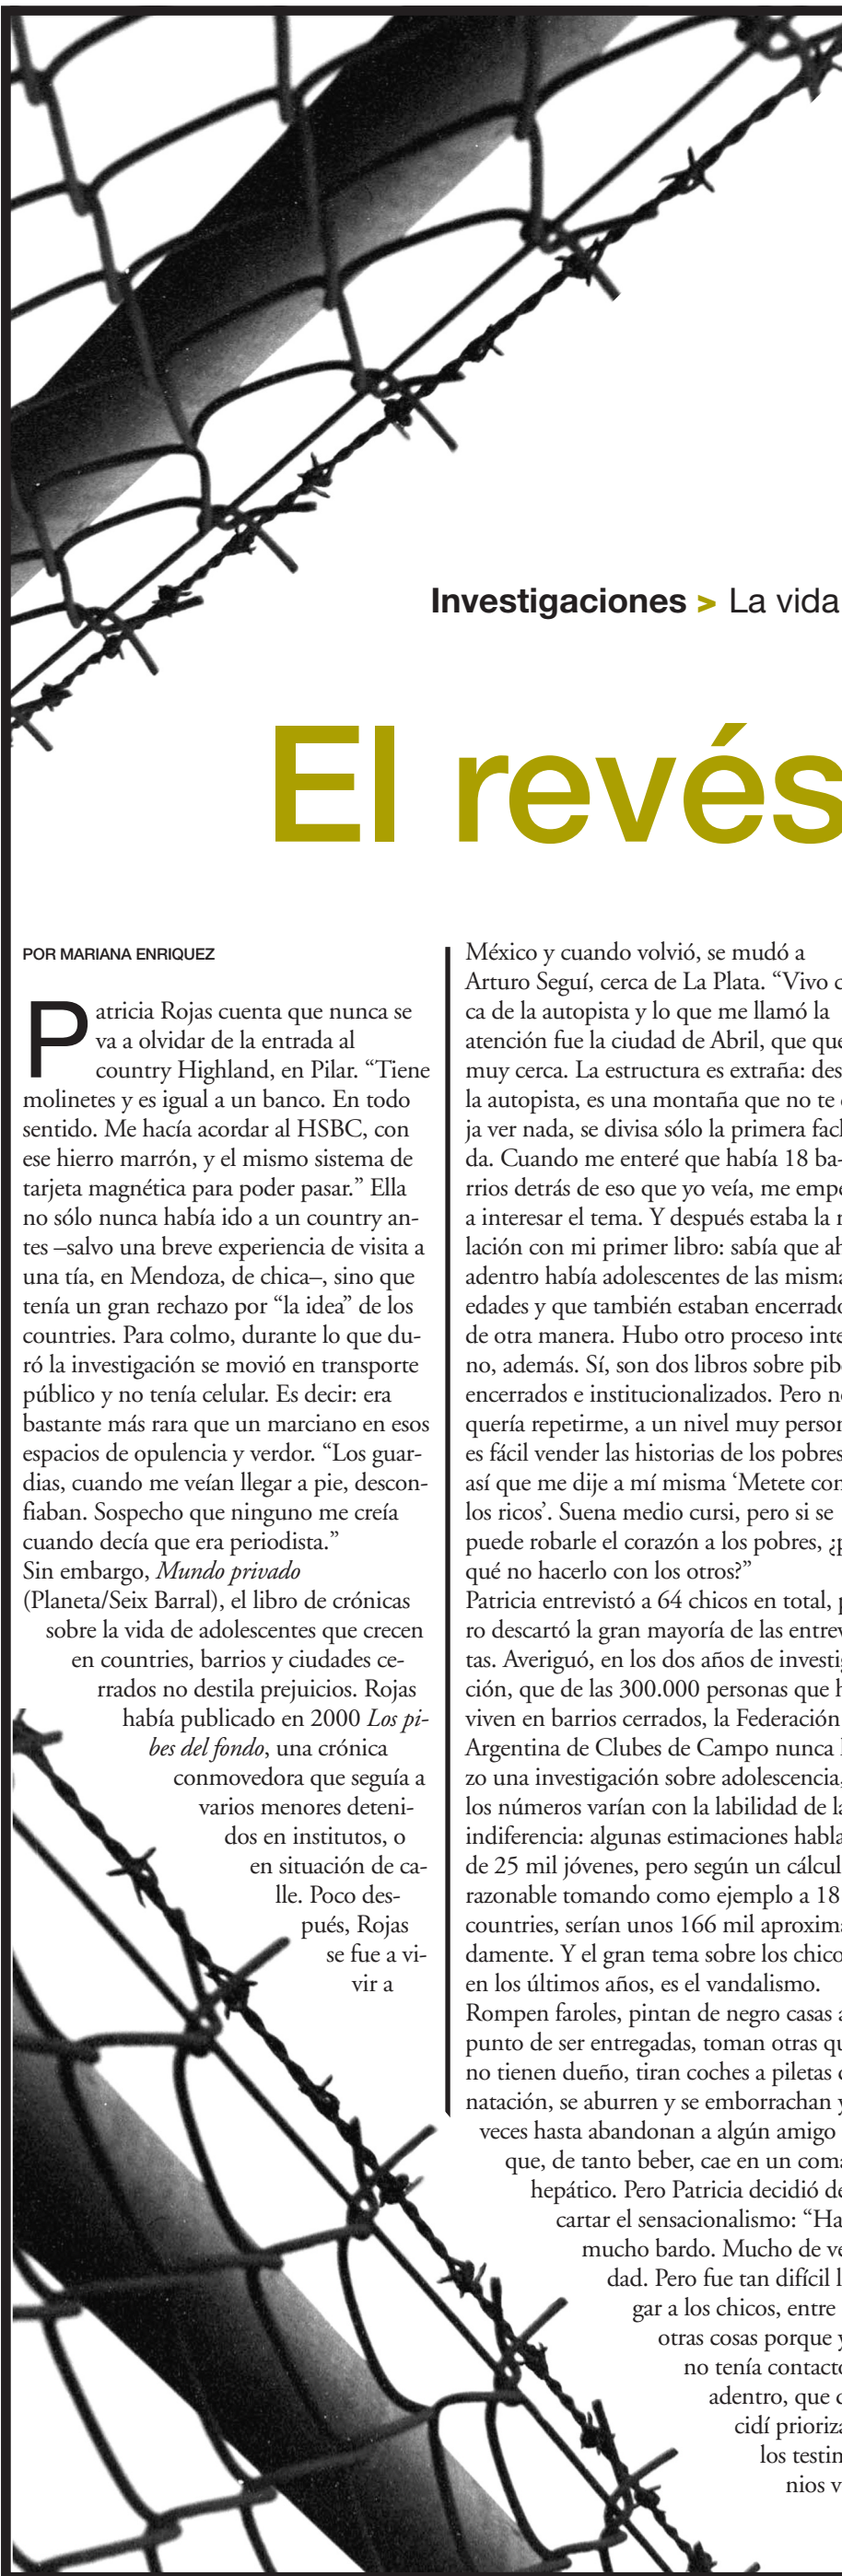 Investigaciones > La vida
El revés
POR MARIANA ENRIQUEZ
Patricia Rojas cuenta que nunca se
va a olvidar de la entrada al
country Highland, en Pilar. “Tiene
molinetes y es igual a un banco. En todo
sentido. Me hacía acordar al HSBC, con
ese hierro marrón, y el mismo sistema de
tarjeta magnética para poder pasar.” Ella
no sólo nunca había ido a un country an-
tes –salvo una breve experiencia de visita a
una tía, en Mendoza, de chica–, sino que
tenía un gran rechazo por “la idea” de los
countries. Para colmo, durante lo que du-
ró la investigación se movió en transporte
público y no tenía celular. Es decir: era
bastante más rara que un marciano en esos
espacios de opulencia y verdor. “Los guar-
dias, cuando me veían llegar a pie, descon-
fiaban. Sospecho que ninguno me creía
cuando decía que era periodista.”
Sin embargo, Mundo privado
(Planeta/Seix Barral), el libro de crónicas
sobre la vida de adolescentes que crecen
en countries, barrios y ciudades ce-
rrados no destila prejuicios. Rojas
había publicado en 2000 Los pi-
bes del fondo, una crónica
conmovedora que seguía a
varios menores deteni-
dos en institutos, o
en situación de ca-
lle. Poco des-
pués, Rojas
se fue a vi-
vir a
México y cuando volvió, se mudó a
Arturo Seguí, cerca de La Plata. “Vivo
ca de la autopista y lo que me llamó la
atención fue la ciudad de Abril, que
muy cerca. La estructura es extraña:
la autopista, es una montaña que no te
ja ver nada, se divisa sólo la primera
da. Cuando me enteré que había 18 ba-
rrios detrás de eso que yo veía, me
a interesar el tema. Y después estaba la
lación con mi primer libro: sabía que
adentro había adolescentes de las
edades y que también estaban
de otra manera. Hubo otro proceso
no, además. Sí, son dos libros sobre
encerrados e institucionalizados. Pero
quería repetirme, a un nivel muy
es fácil vender las historias de los pobres
así que me dije a mí misma ‘Metete
los ricos’. Suena medio cursi, pero si se
puede robarle el corazón a los pobres,
qué no hacerlo con los otros?”
Patricia entrevistó a 64 chicos en total,
ro descartó la gran mayoría de las
tas. Averiguó, en los dos años de
ción, que de las 300.000 personas que
viven en barrios cerrados, la Federación
Argentina de Clubes de Campo nunca
zo una investigación sobre adolescencia,
los números varían con la labilidad de
indiferencia: algunas estimaciones
de 25 mil jóvenes, pero según un
razonable tomando como ejemplo a 18
countries, serían unos 166 mil
damente. Y el gran tema sobre los
en los últimos años, es el vandalismo.
Rompen faroles, pintan de negro casas
punto de ser entregadas, toman otras
no tienen dueño, tiran coches a piletas
natación, se aburren y se emborrachan
veces hasta abandonan a algún amigo
que, de tanto beber, cae en un
hepático. Pero Patricia decidió
cartar el sensacionalismo:
mucho bardo. Mucho de
dad. Pero fue tan difícil
gar a los chicos, entre
otras cosas porque
no tenía
adentro, que
cidí
los
nios